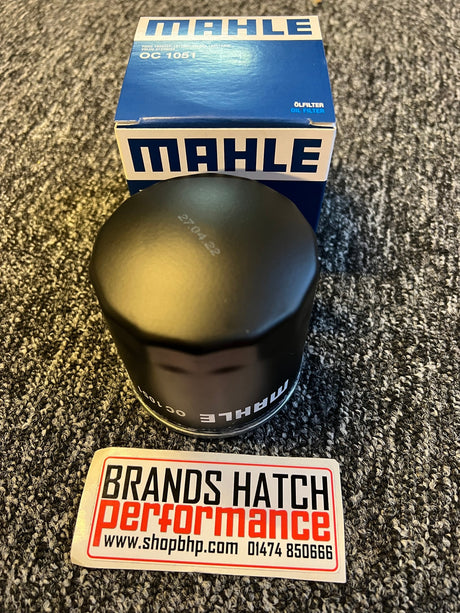 MAHLE
OC 1051
ÖLFILTER
OIL FILTER
MAHLE
27.04.22
MAHLE
BRANDS HATCH
performance
www.shopbhp.com 01474 850666